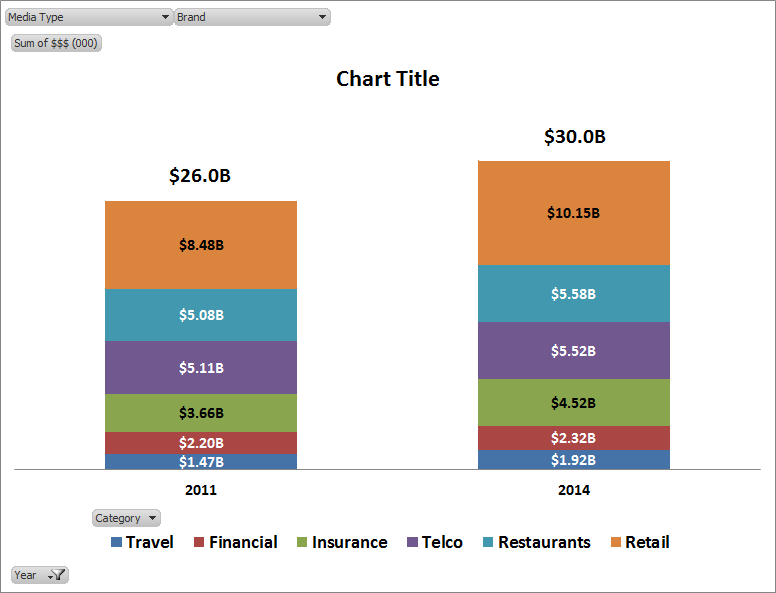 Media Type Brand
Sum of $$$ (000)
Chart Title
$30.0B
$26.0B
$10.15B
$8.48B
$5.58B
$5.08B
$5.52B
$5.11B
$4.52B
$3.66B
$2.32B
$2.20B
$1.92B
$1.47B
2011 2014
Category
Travel Financial Insurance Telco Restaurants Retail
Year